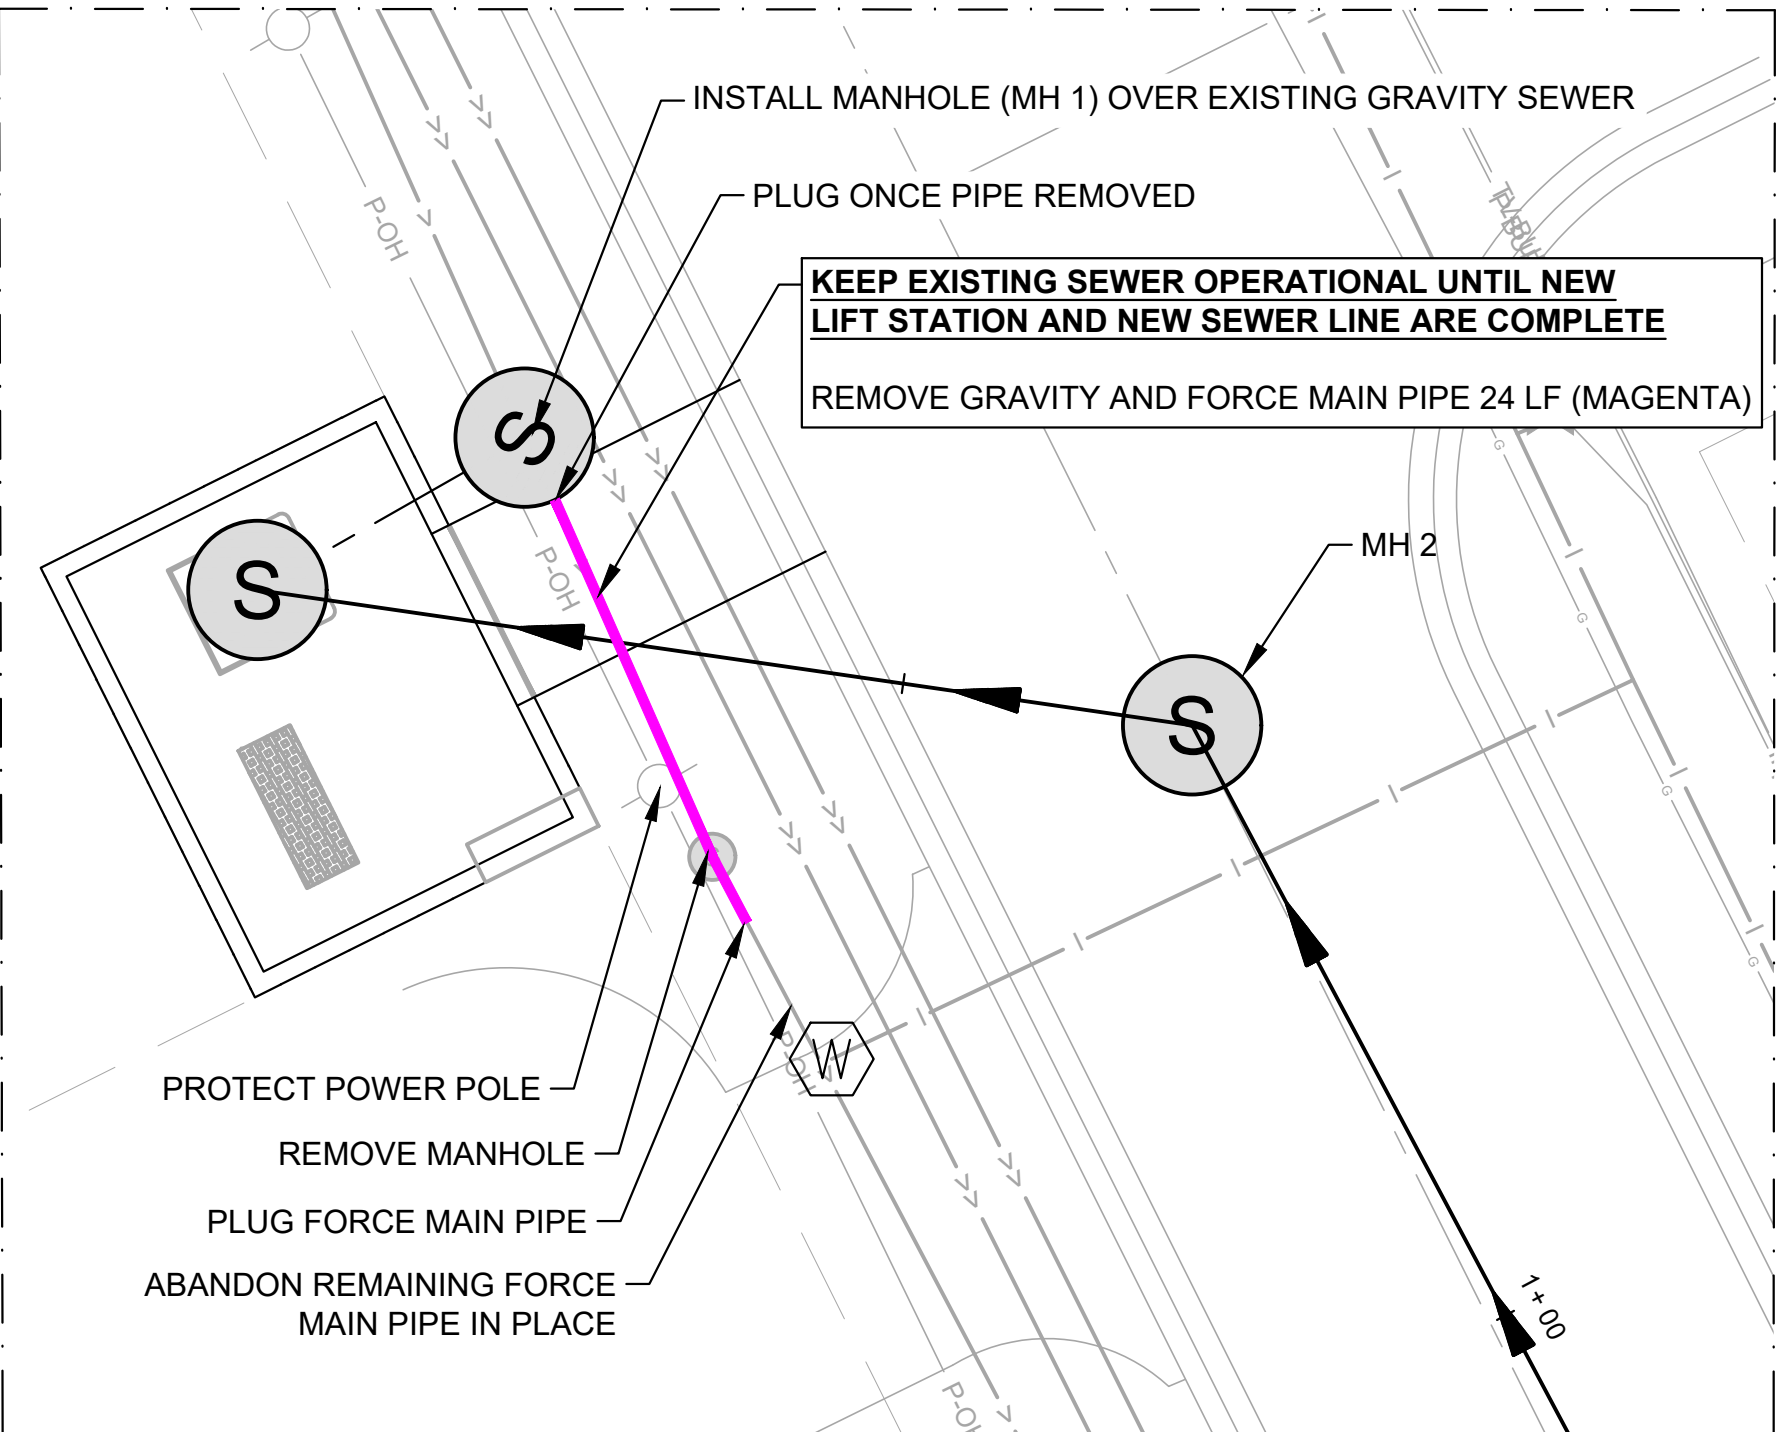 INSTALL MANHOLE (MH 1) OVER EXISTING GRAVITY SEWER
PLUG ONCE PIPE REMOVED
KEEP EXISTING SEWER OPERATIONAL UNTIL NEW
LIFT STATION AND NEW SEWER LINE ARE COMPLETE
REMOVE GRAVITY AND FORCE MAIN PIPE 24 LF (MAGENTA)
P-OH
S
P-OH
S
MH 2
S
G
G
G
G
W
P-OH
PROTECT POWER POLE
REMOVE MANHOLE
PLUG FORCE MAIN PIPE
ABANDON REMAINING FORCE
MAIN PIPE IN PLACE
1+00
P-OH